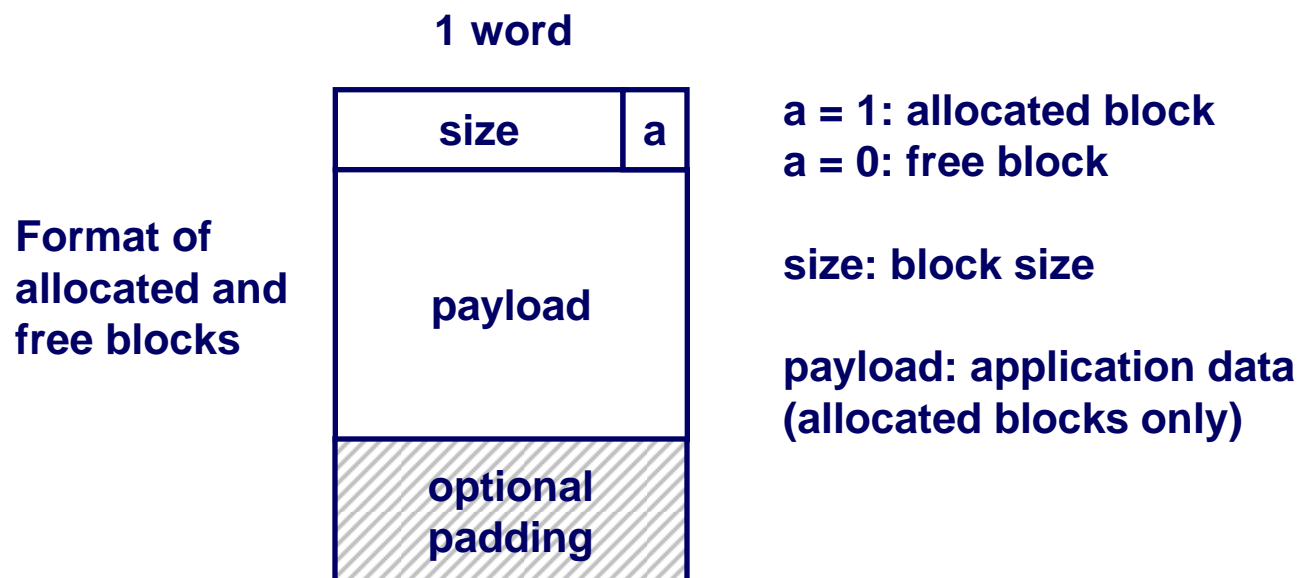 1 word
size
a
a = 1: allocated block
a = 0: free block
Format of
allocated and
free blocks
payload
size: block size
payload: application data
(allocated blocks only)
optional
padding